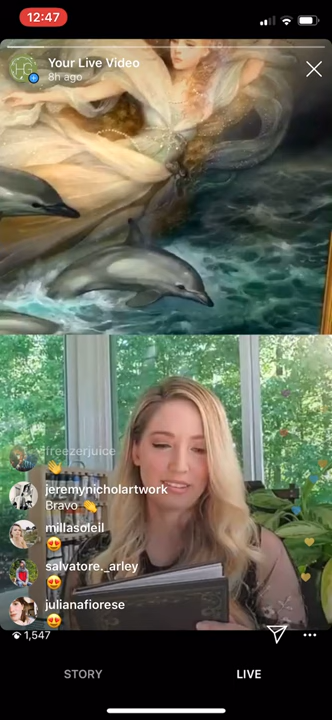 12:47
Your Live Video
8h ago
freezerjuice
jeremynicholartwork
Bravo
millasoleil
salvatore._arley
julianafiorese
1,547
STORY
LIVE